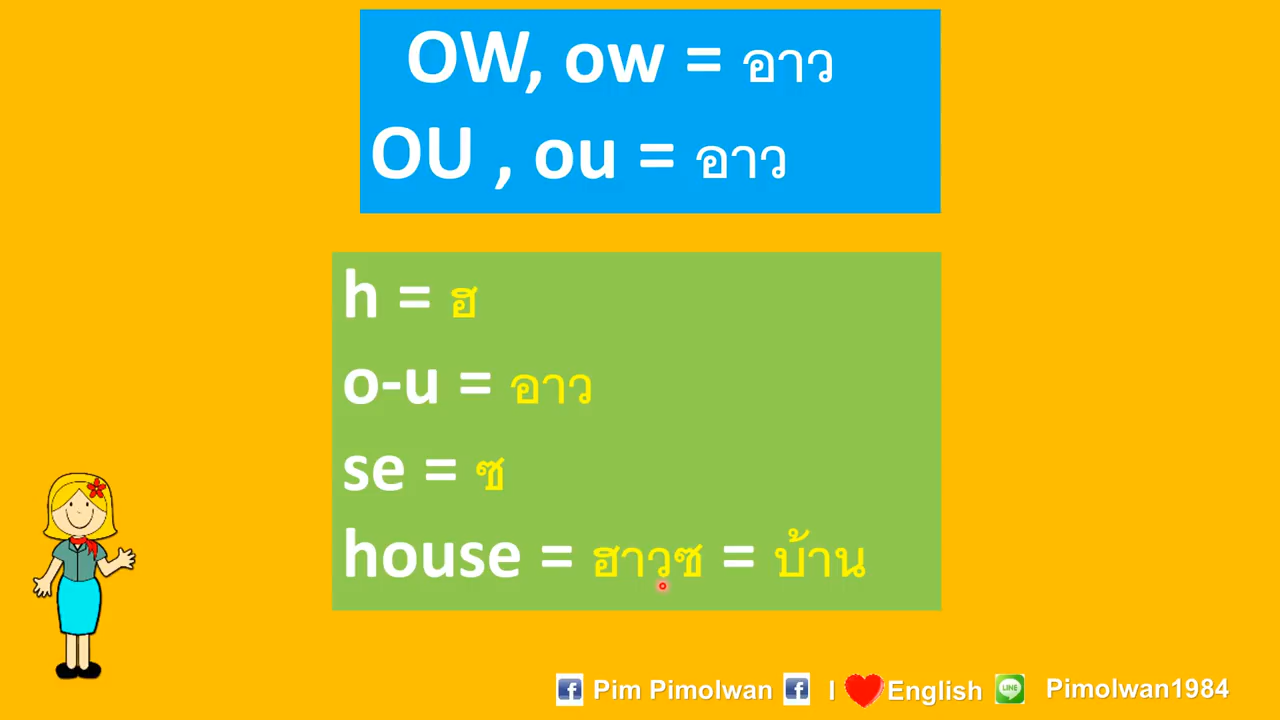 OW, ow = อาว
OU , ou = อาว
h = ฮ
o-u = อาว
se = ซ
house = ฮาวซ = บ้าน
Pim Pimolwan I English LINE Pimolwan1984